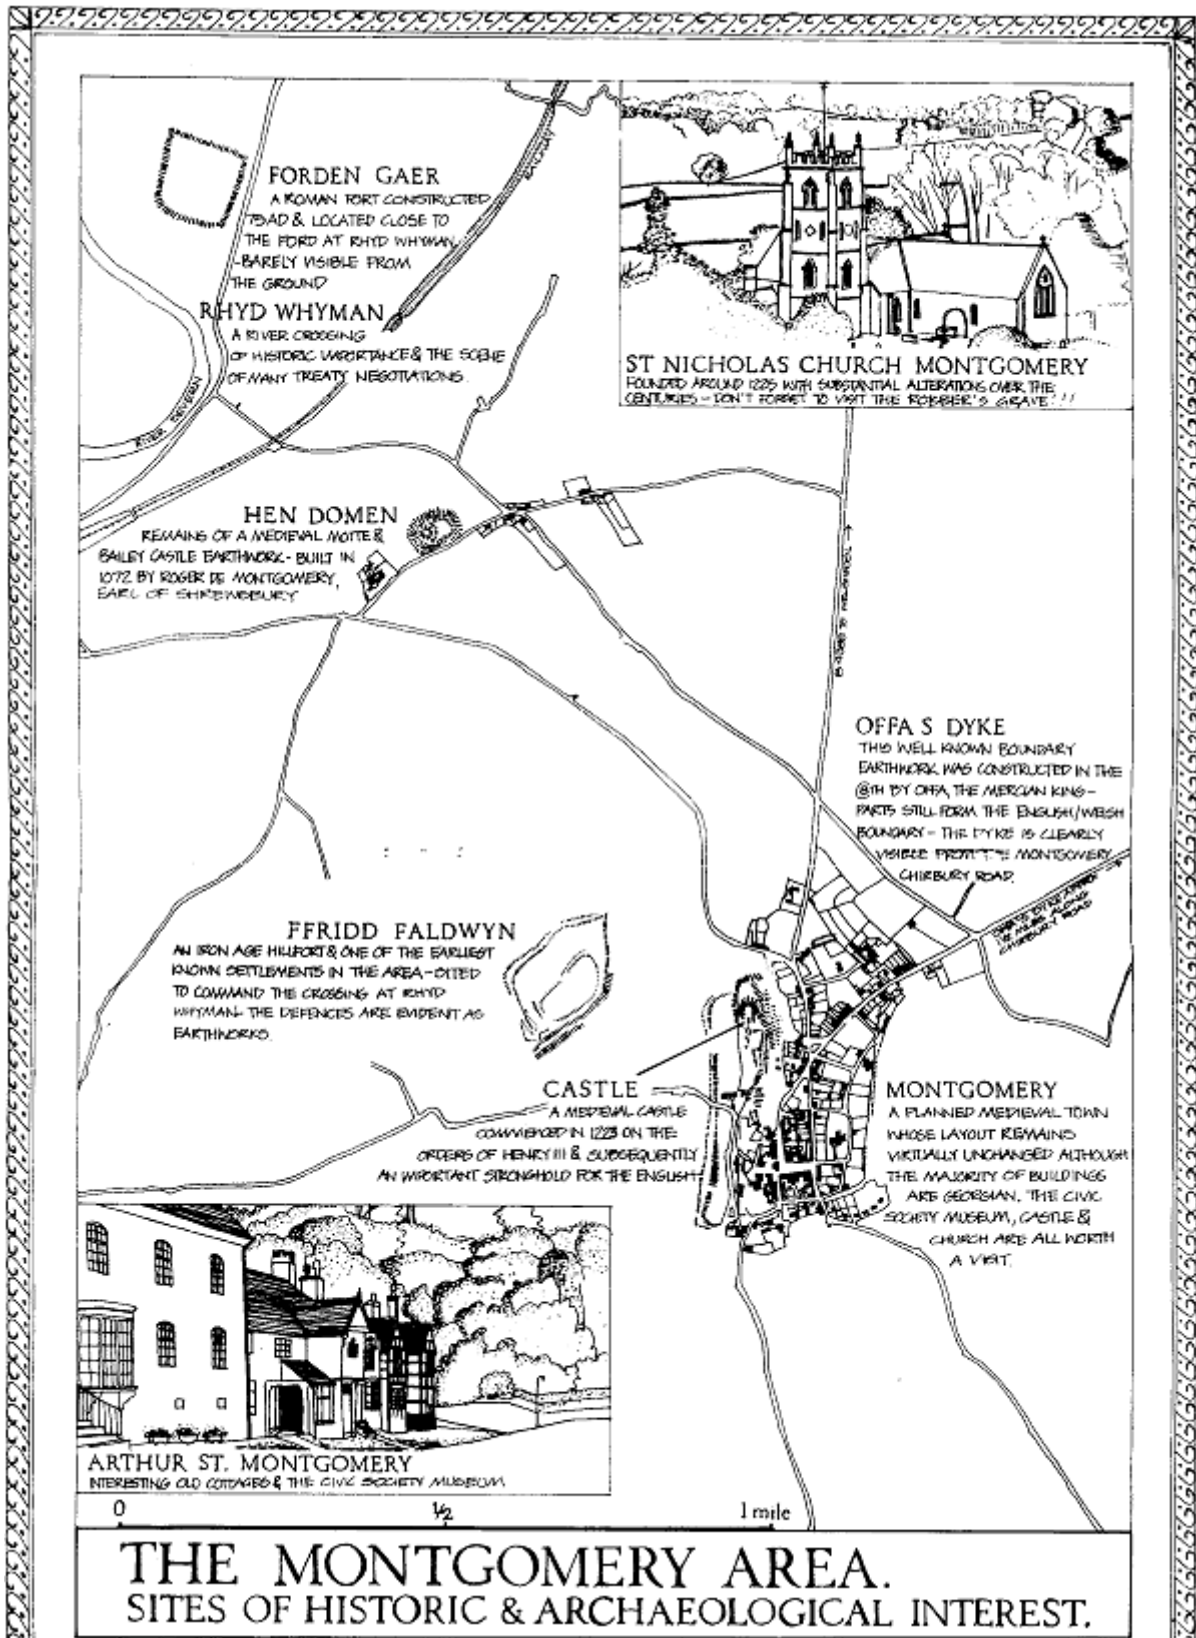 FORDEN GAER
A ROMAN FORT CONSTRUCTED
75AD & LOCATED CLOSE TO
THE FORD AT RHYD WHYMAN
-BARELY VISIBLE FROM
THE GROUND
RHYD WHYMAN
A RIVER CROSSING
OF HISTORIC IMPORTANCE & THE SCENE
OF MANY TREATY NEGOTIATIONS.
RIVER SEVERN
ST NICHOLAS CHURCH MONTGOMERY
FOUNDED AROUND 1225 WITH SUBSTANTIAL ALTERATIONS OVER THE
CENTURIES - DON'T FORGET TO VISIT THE ROBBER'S GRAVE!!!
HEN DOMEN
REMAINS OF A MEDIEVAL MOTTE &
BAILEY CASTLE EARTHWORK - BUILT IN
1072 BY ROGER DE MONTGOMERY,
EARL OF SHREWSBURY
OFFA S DYKE
THIS WELL KNOWN BOUNDARY
EARTHWORK WAS CONSTRUCTED IN THE
8TH BY OFFA, THE MERCIAN KING-
PARTS STILL FORM THE ENGLISH/WELSH
BOUNDARY - THE DYKE IS CLEARLY
VISIBLE MONTGOMERY
CHIRBURY ROAD.
OFFA'S DYKE
MILES ALONG
CHIRBURY ROAD
FFRIDD FALDWYN
AN IRON AGE HILLFORT & ONE OF THE EARLIEST
KNOWN SETTLEMENTS IN THE AREA - SITED
TO COMMAND THE CROSSING AT RHYD
WHYMAN. THE DEFENCES ARE EVIDENT AS
EARTHWORKS.
CASTLE
A MEDIEVAL CASTLE
COMMENCED IN 1223 ON THE
ORDERS OF HENRY III & SUBSEQUENTLY
AN IMPORTANT STRONGHOLD FOR THE ENGLISH
MONTGOMERY
A PLANNED MEDIEVAL TOWN
WHOSE LAYOUT REMAINS
VIRTUALLY UNCHANGED ALTHOUGH
THE MAJORITY OF BUILDINGS
ARE GEORGIAN. THE CIVIC
SOCIETY MUSEUM, CASTLE &
CHURCH ARE ALL WORTH
A VISIT.
ARTHUR ST. MONTGOMERY
INTERESTING OLD COTTAGES & THE CIVIC SOCIETY MUSEUM
0 1/2 1 mile
THE MONTGOMERY AREA.
SITES OF HISTORIC & ARCHAEOLOGICAL INTEREST.